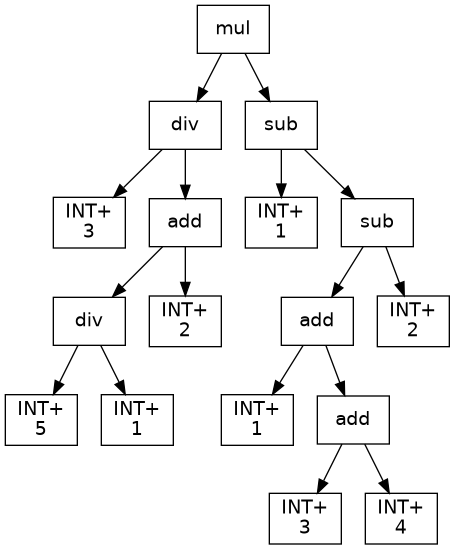 mul
div
sub
INT+
3
add
INT+
1
sub
div
INT+
2
add
INT+
2
INT+
5
INT+
1
INT+
1
add
INT+
3
INT+
4